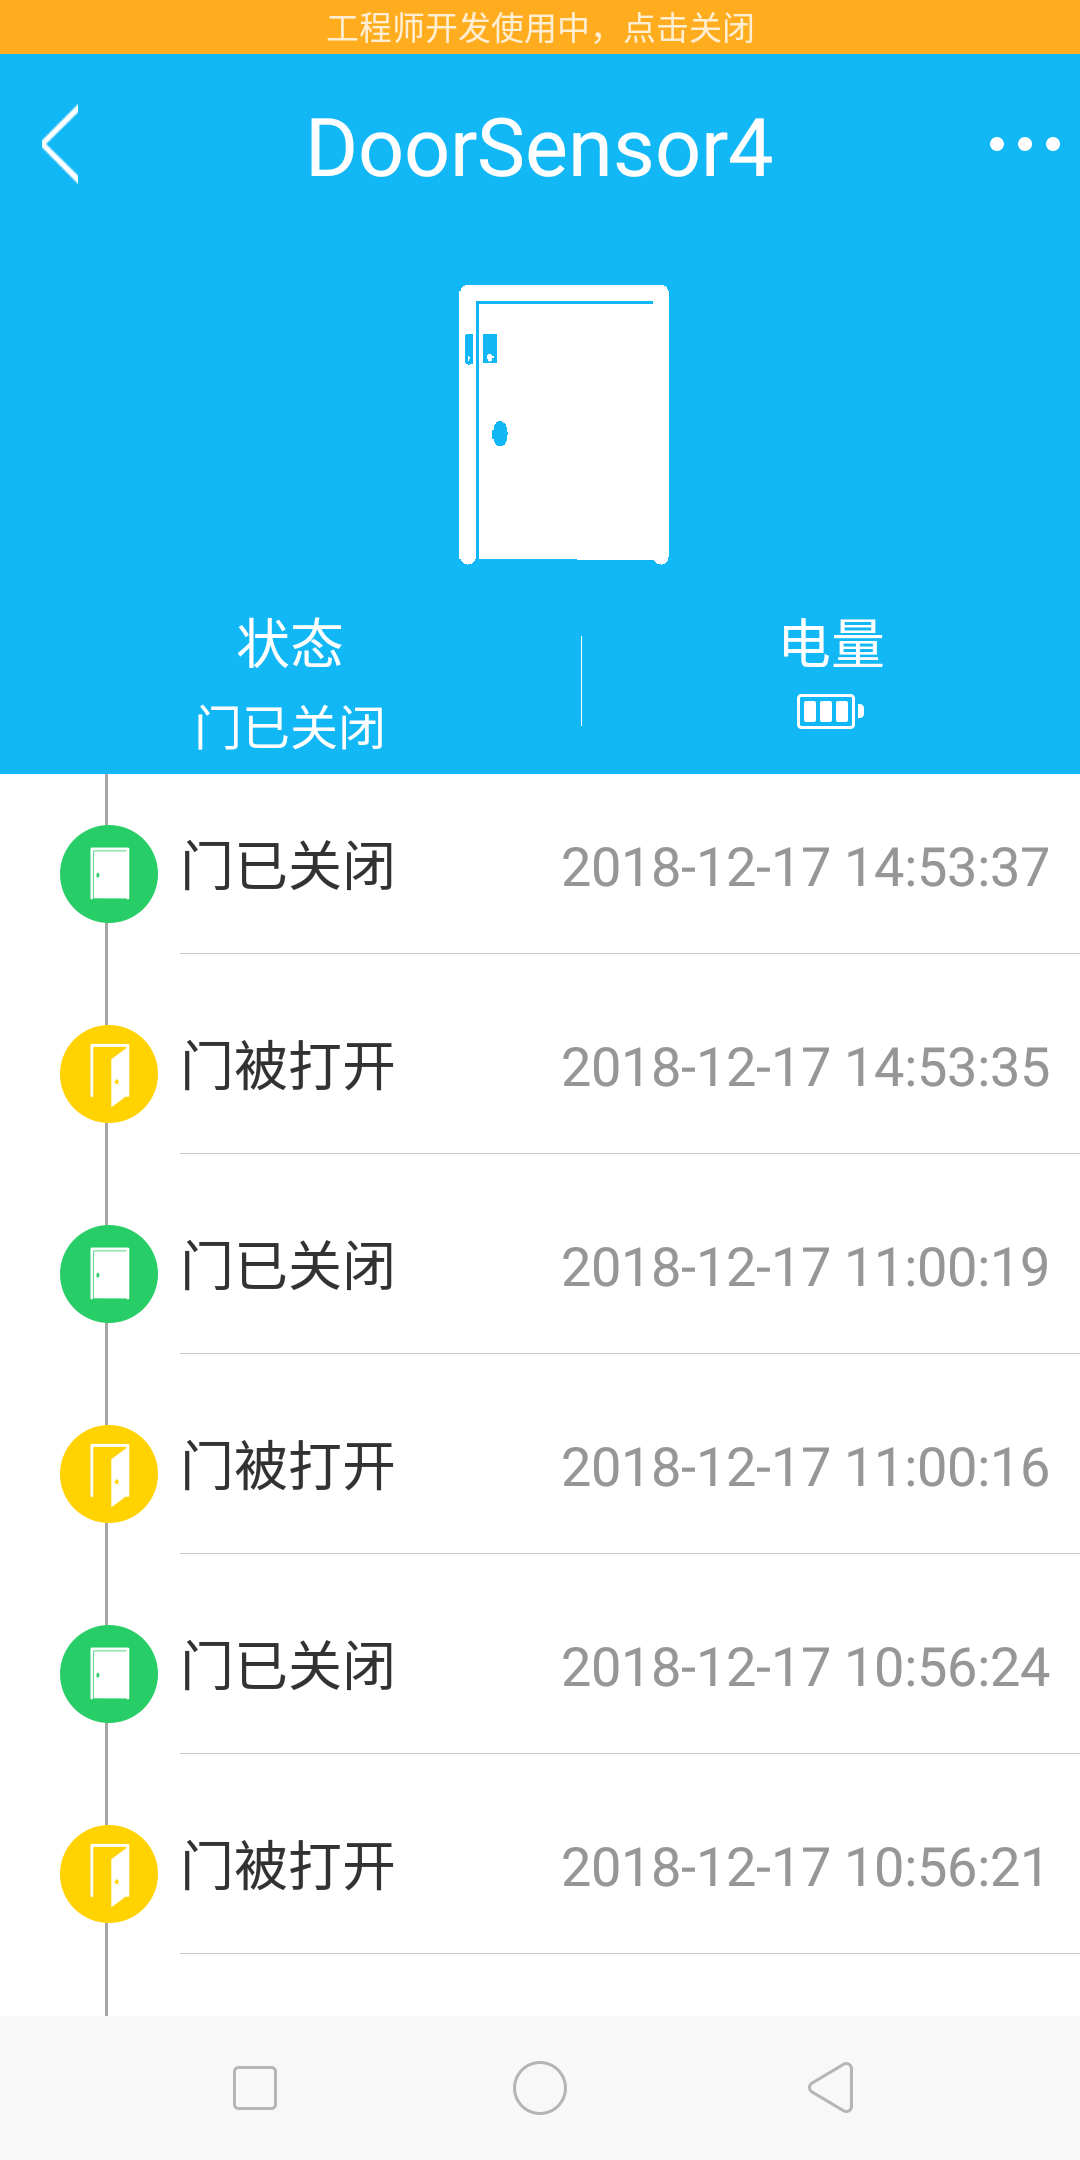 工程师开发使用中，点击关闭
DoorSensor4
状态
电量
门已关闭
门已关闭 2018-12-17 14:53:37
门被打开 2018-12-17 14:53:35
门已关闭 2018-12-17 11:00:19
门被打开 2018-12-17 11:00:16
门已关闭 2018-12-17 10:56:24
门被打开 2018-12-17 10:56:21